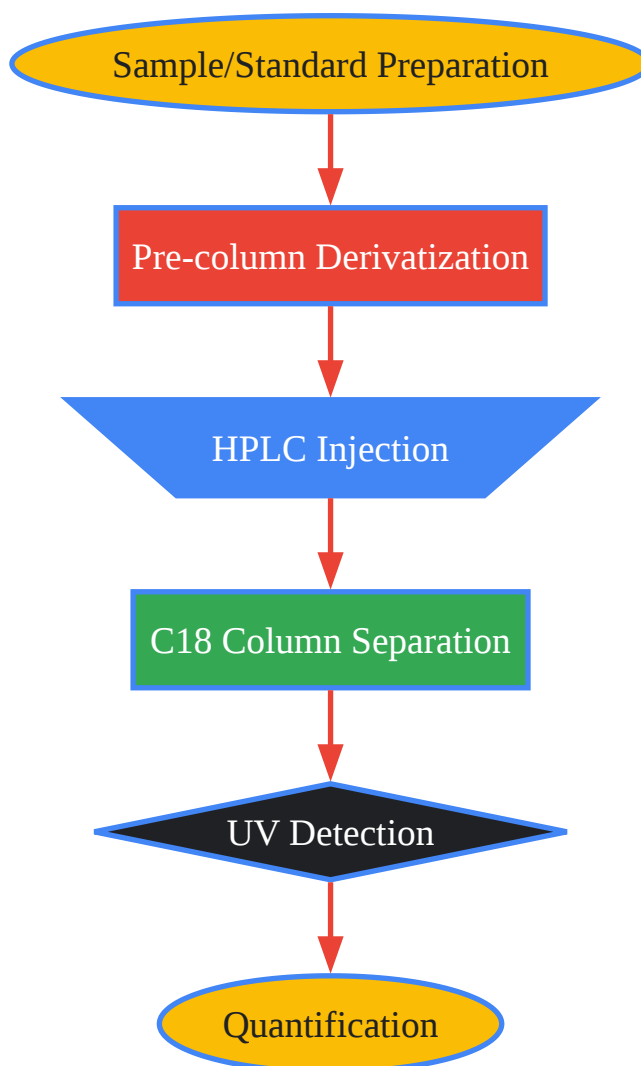 Sample/Standard Preparation
Pre-column Derivatization
HPLC Injection
C18 Column Separation
UV Detection
Quantification